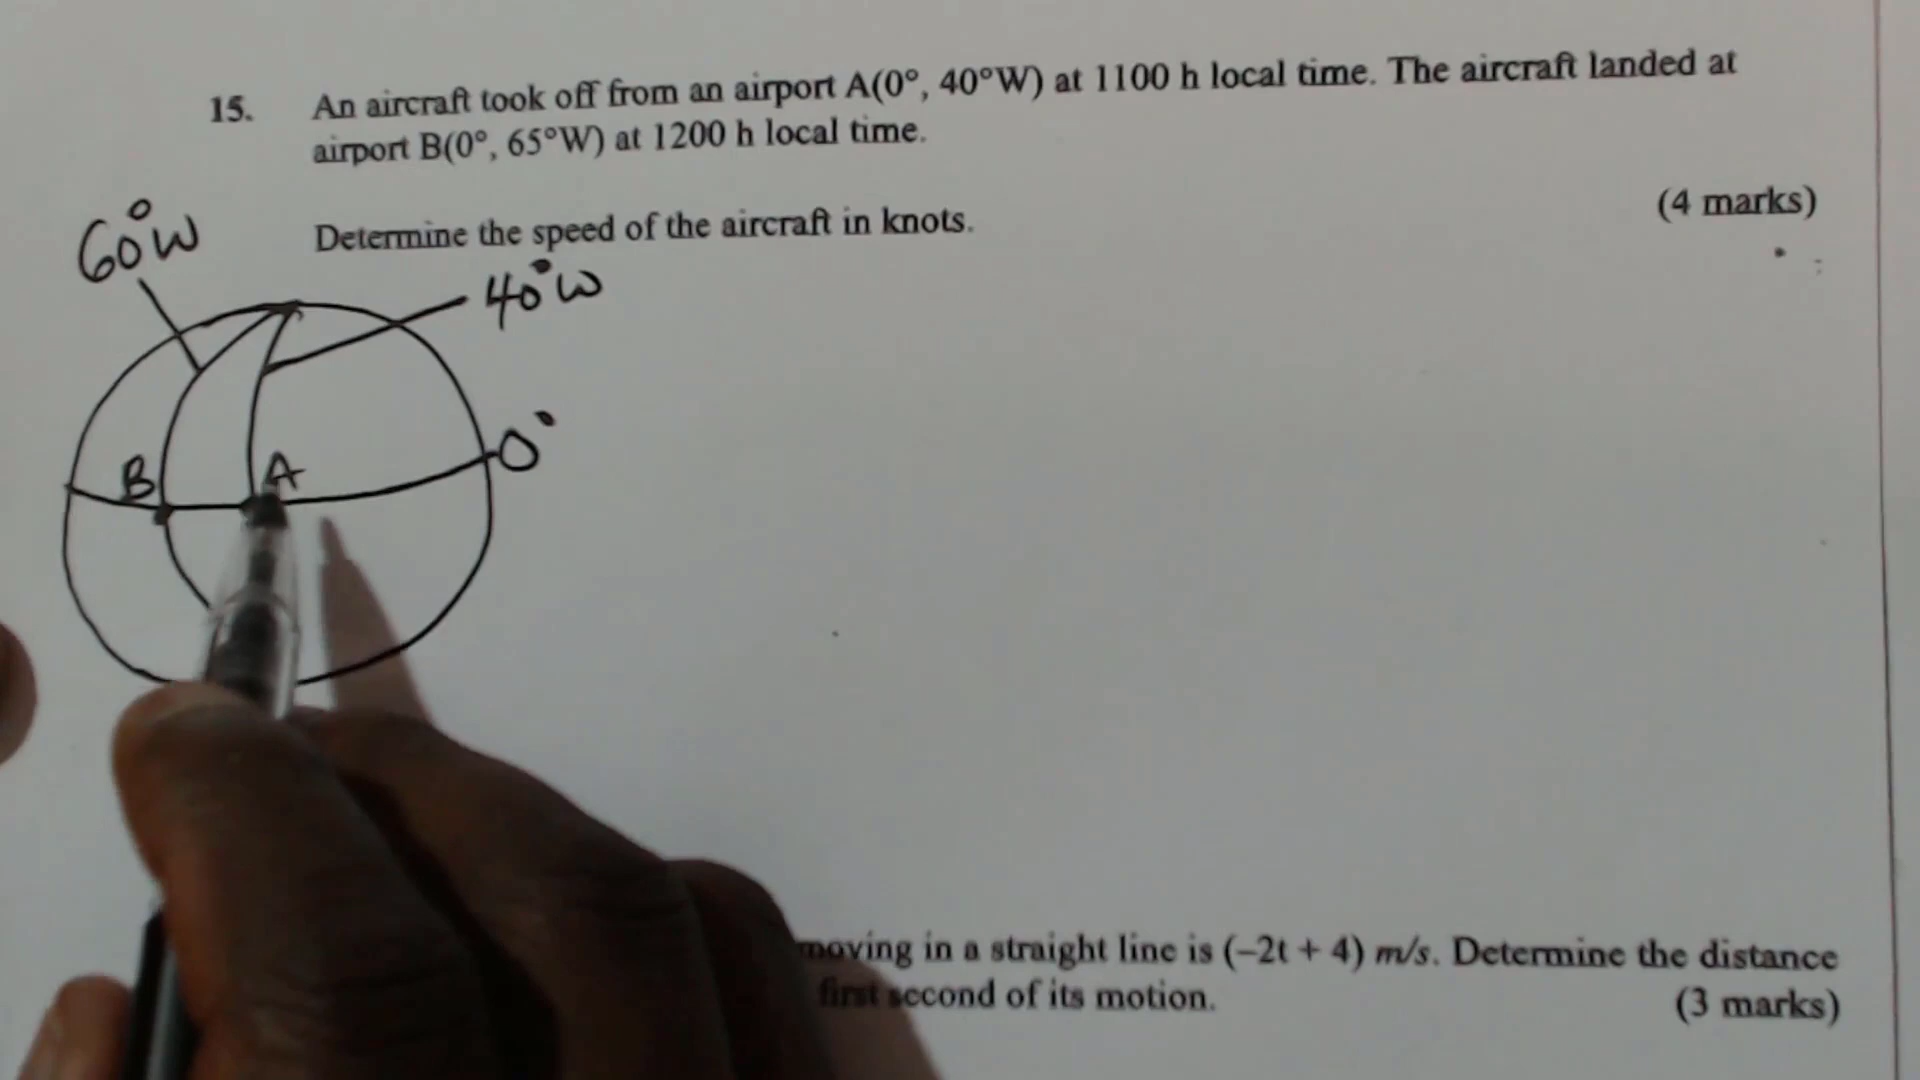 15. An aircraft took off from an airport A(0°, 40°W) at 1100 h local time. The aircraft landed at
airport B(0°, 65°W) at 1200 h local time.
(4 marks)
Determine the speed of the aircraft in knots.
60°W
40°W
0°
B
A
moving in a straight line is (–2t + 4) m/s. Determine the distance
first second of its motion.
(3 marks)